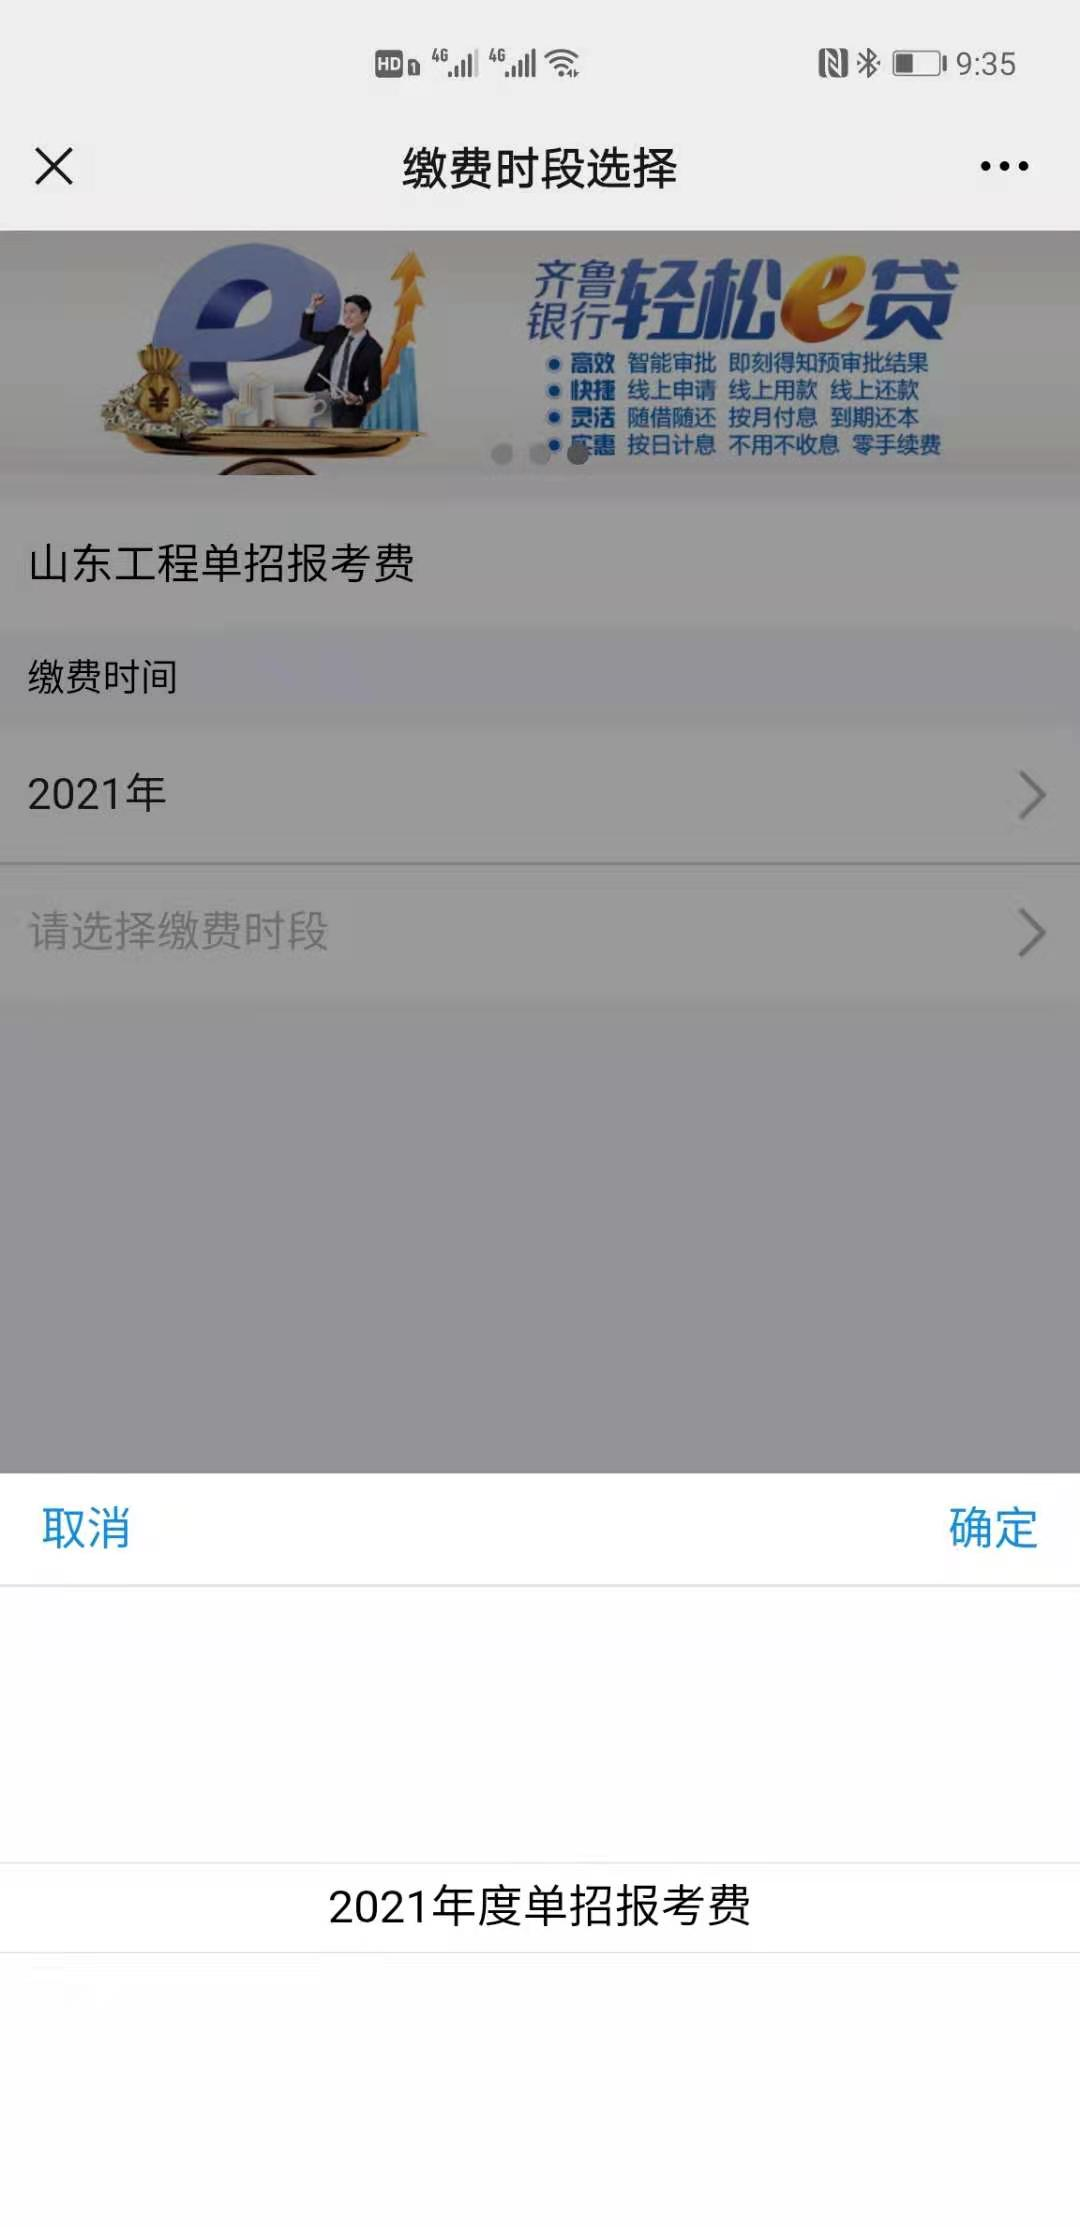 HD 1 4G 4G 9:35
缴费时段选择
齐鲁银行轻松e贷
高效 智能审批 即刻得知预审批结果
快捷 线上申请 线上用款 线上还款
灵活 随借随还 按月付息 到期还本
实惠 按日计息 不用不收息 零手续费
山东工程单招报考费
缴费时间
2021年
请选择缴费时段
取消 确定
2021年度单招报考费